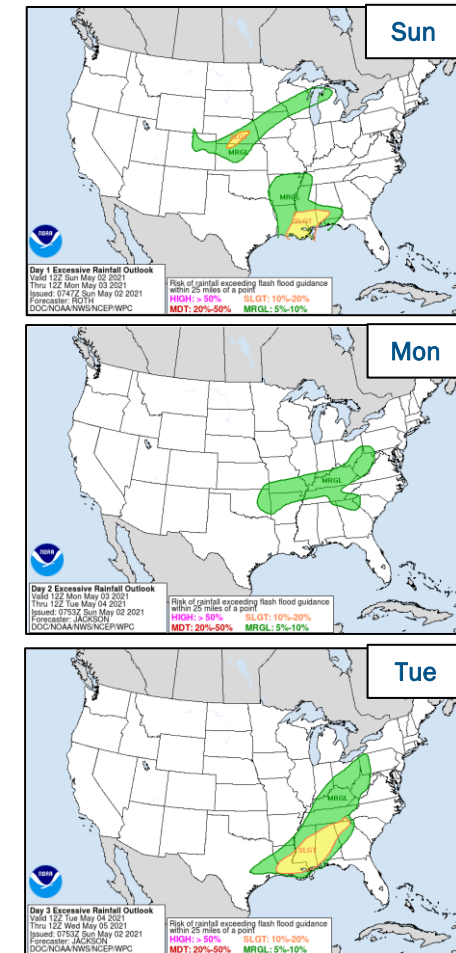 Sun
MRGL
MRGL
SLGT
NOAA
Day 1 Excessive Rainfall Outlook
Valid 12Z Sun May 02 2021
Thru 12Z Mon May 03 2021
Issued: 0747Z Sun May 02 2021
Forecaster: ROTH
DOC/NOAA/NWS/NCEP/WPC
Risk of rainfall exceeding flash flood guidance
within 25 miles of a point
HIGH: > 50% SLGT: 10%-20%
MDT: 20%-50% MRGL: 5%-10%
Mon
MRGL
NOAA
Day 2 Excessive Rainfall Outlook
Valid 12Z Mon May 03 2021
Thru 12Z Tue May 04 2021
Issued: 0753Z Sun May 02 2021
Forecaster: JACKSON
DOC/NOAA/NWS/NCEP/WPC
Risk of rainfall exceeding flash flood guidance
within 25 miles of a point
HIGH: > 50% SLGT: 10%-20%
MDT: 20%-50% MRGL: 5%-10%
Tue
MRGL
SLGT
NOAA
Day 3 Excessive Rainfall Outlook
Valid 12Z Tue May 04 2021
Thru 12Z Wed May 05 2021
Issued: 0753Z Sun May 02 2021
Forecaster: JACKSON
DOC/NOAA/NWS/NCEP/WPC
Risk of rainfall exceeding flash flood guidance
within 25 miles of a point
HIGH: > 50% SLGT: 10%-20%
MDT: 20%-50% MRGL: 5%-10%